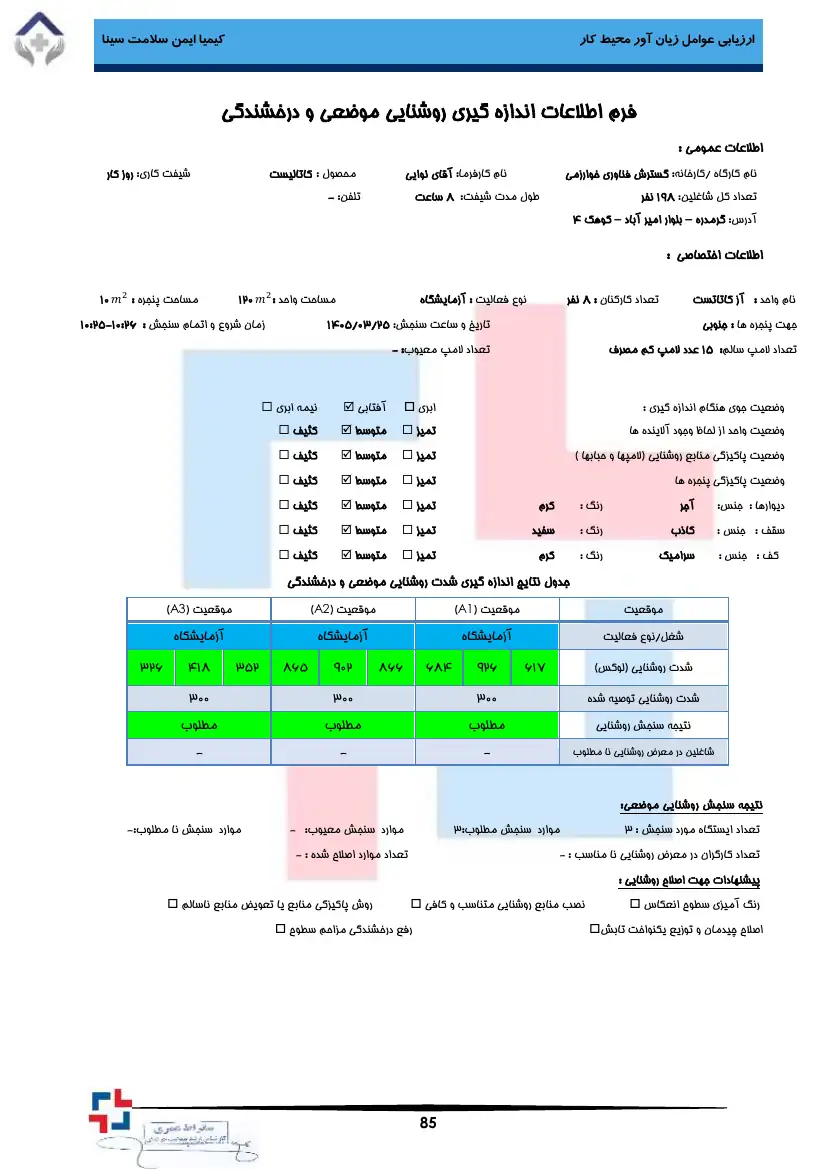 ارزیابی عوامل زیان آور محیط کار کیمیا ایمن سلامت سینا
فرم اطلاعات اندازه گیری روشنایی موضعی و درخشندگی
اطلاعات عمومی :
نام کارگاه /کارخانه: گسترش فناوری خوارزمی نام کارفرما: آقای نوایی محصول : کاتالیست شیفت کاری: روز کار
تعداد کل شاغلین: ۱۹۸ نفر طول مدت شیفت: ۸ ساعت تلفن: -
آدرس: گرمدره – بلوار امیر آباد – کوهک ۴
اطلاعات اختصاصی :
نام واحد : آز کاتاتست تعداد کارکنان : ۸ نفر نوع فعالیت : آزمایشگاه مساحت واحد : ۱۲۰ m² مساحت پنجره : ۱۰ m²
جهت پنجره ها : جنوبی تاریخ و ساعت سنجش: ۱۴۰۵/۰۳/۲۵ زمان شروع و اتمام سنجش : ۱۰:۲۶-۱۰:۲۵
تعداد لامپ سالم: ۱۵ عدد لامپ کم مصرف تعداد لامپ معیوب: -
وضعیت جوی هنگام اندازه گیری : ابری ☐ آفتابی ☑ نیمه ابری ☐
وضعیت واحد از لحاظ وجود آلاینده ها تمیز ☐ متوسط ☑ کثیف ☐
وضعیت پاکیزگی منابع روشنایی (لامپها و حبابها ) تمیز ☐ متوسط ☑ کثیف ☐
وضعیت پاکیزگی پنجره ها تمیز ☐ متوسط ☑ کثیف ☐
دیوارها : جنس: آجر رنگ : کرم تمیز ☐ متوسط ☑ کثیف ☐
سقف : جنس : کاذب رنگ : سفید تمیز ☐ متوسط ☑ کثیف ☐
کف : جنس : سرامیک رنگ : کرم تمیز ☐ متوسط ☑ کثیف ☐
جدول نتایج اندازه گیری شدت روشنایی موضعی و درخشندگی
موقعیت موقعیت (A1) موقعیت (A2) موقعیت (A3)
شغل/نوع فعالیت آزمایشگاه آزمایشگاه آزمایشگاه
شدت روشنایی (لوکس) ۶۱۷ ۹۲۶ ۶۸۴ ۸۶۶ ۹۰۲ ۸۶۵ ۳۵۲ ۴۱۸ ۳۲۶
شدت روشنایی توصیه شده ۳۰۰ ۳۰۰ ۳۰۰
نتیجه سنجش روشنایی مطلوب مطلوب مطلوب
شاغلین در معرض روشنایی نا مطلوب - - -
نتیجه سنجش روشنایی موضعی:
تعداد ایستگاه مورد سنجش : ۳ موارد سنجش مطلوب:۳ موارد سنجش معیوب: - موارد سنجش نا مطلوب:-
تعداد کارگران در معرض روشنایی نا مناسب : - تعداد موارد اصلاح شده : -
پیشنهادات جهت اصلاح روشنایی :
رنگ آمیزی سطوح انعکاس ☐ نصب منابع روشنایی متناسب و کافی ☐ روش پاکیزگی منابع یا تعویض منابع ناسالم ☐
اصلاح چیدمان و توزیع یکنواخت تابش☐ رفع درخشندگی مزاحم سطوح ☐
85